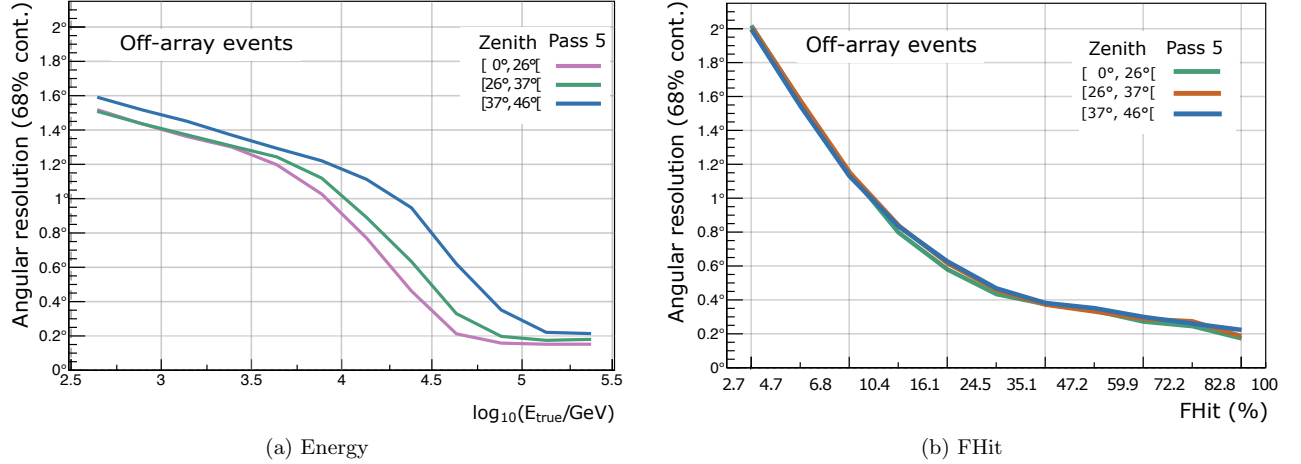 Angular resolution (68% cont.)
2°
1.8°
1.6°
1.4°
1.2°
1°
0.8°
0.6°
0.4°
0.2°
0°
Off-array events
Zenith Pass 5
[ 0°, 26°[
[26°, 37°[
[37°, 46°[
2.5 3 3.5 4 4.5 5 5.5
log10(Etrue/GeV)
(a) Energy
Angular resolution (68% cont.)
2°
1.8°
1.6°
1.4°
1.2°
1°
0.8°
0.6°
0.4°
0.2°
0°
Off-array events
Zenith Pass 5
[ 0°, 26°[
[26°, 37°[
[37°, 46°[
2.7 4.7 6.8 10.4 16.1 24.5 35.1 47.2 59.9 72.2 82.8 100
FHit (%)
(b) FHit